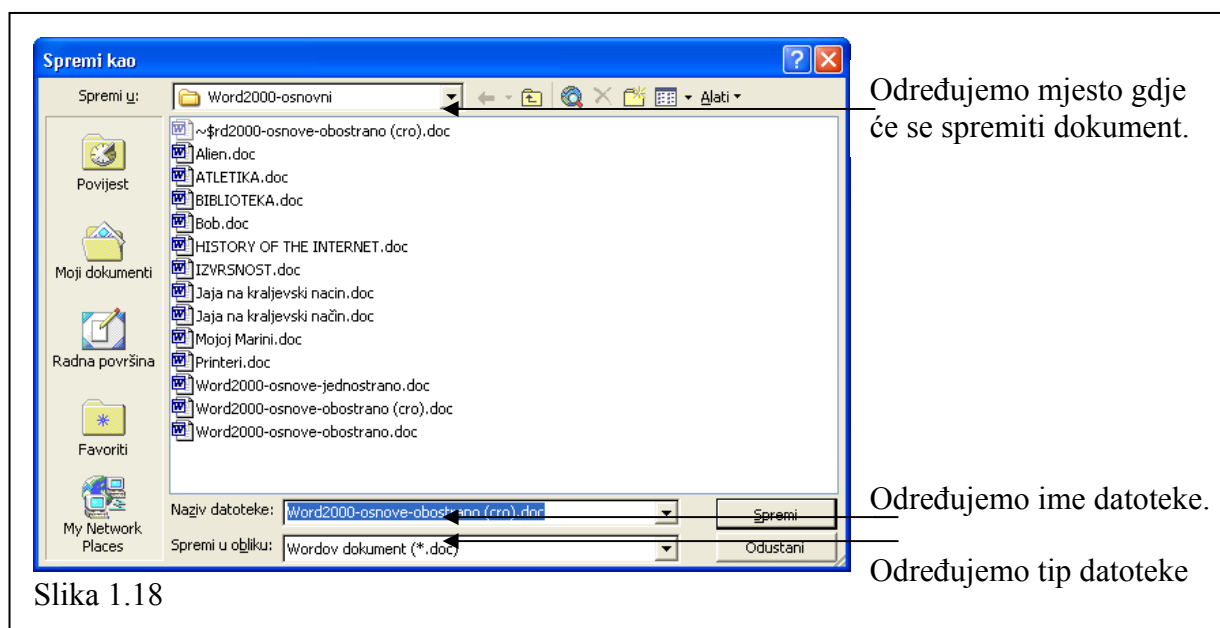 Spremi kao
Spremi u: Word2000-osnovni Alati
Određujemo mjesto gdje
će se spremiti dokument.
Povijest
Moji dokumenti
Radna površina
Favoriti
My Network
Places
~$rd2000-osnove-obostrano (cro).doc
Alien.doc
ATLETIKA.doc
BIBLIOTEKA.doc
Bob.doc
HISTORY OF THE INTERNET.doc
IZVRSNOST.doc
Jaja na kraljevski nacin.doc
Jaja na kraljevski način.doc
Mojoj Marini.doc
Printeri.doc
Word2000-osnove-jednostrano.doc
Word2000-osnove-obostrano (cro).doc
Word2000-osnove-obostrano.doc
Naziv datoteke: Word2000-osnove-obostrano (cro).doc Spremi
Određujemo ime datoteke.
Spremi u obliku: Wordov dokument (*.doc) Odustani
Određujemo tip datoteke
Slika 1.18